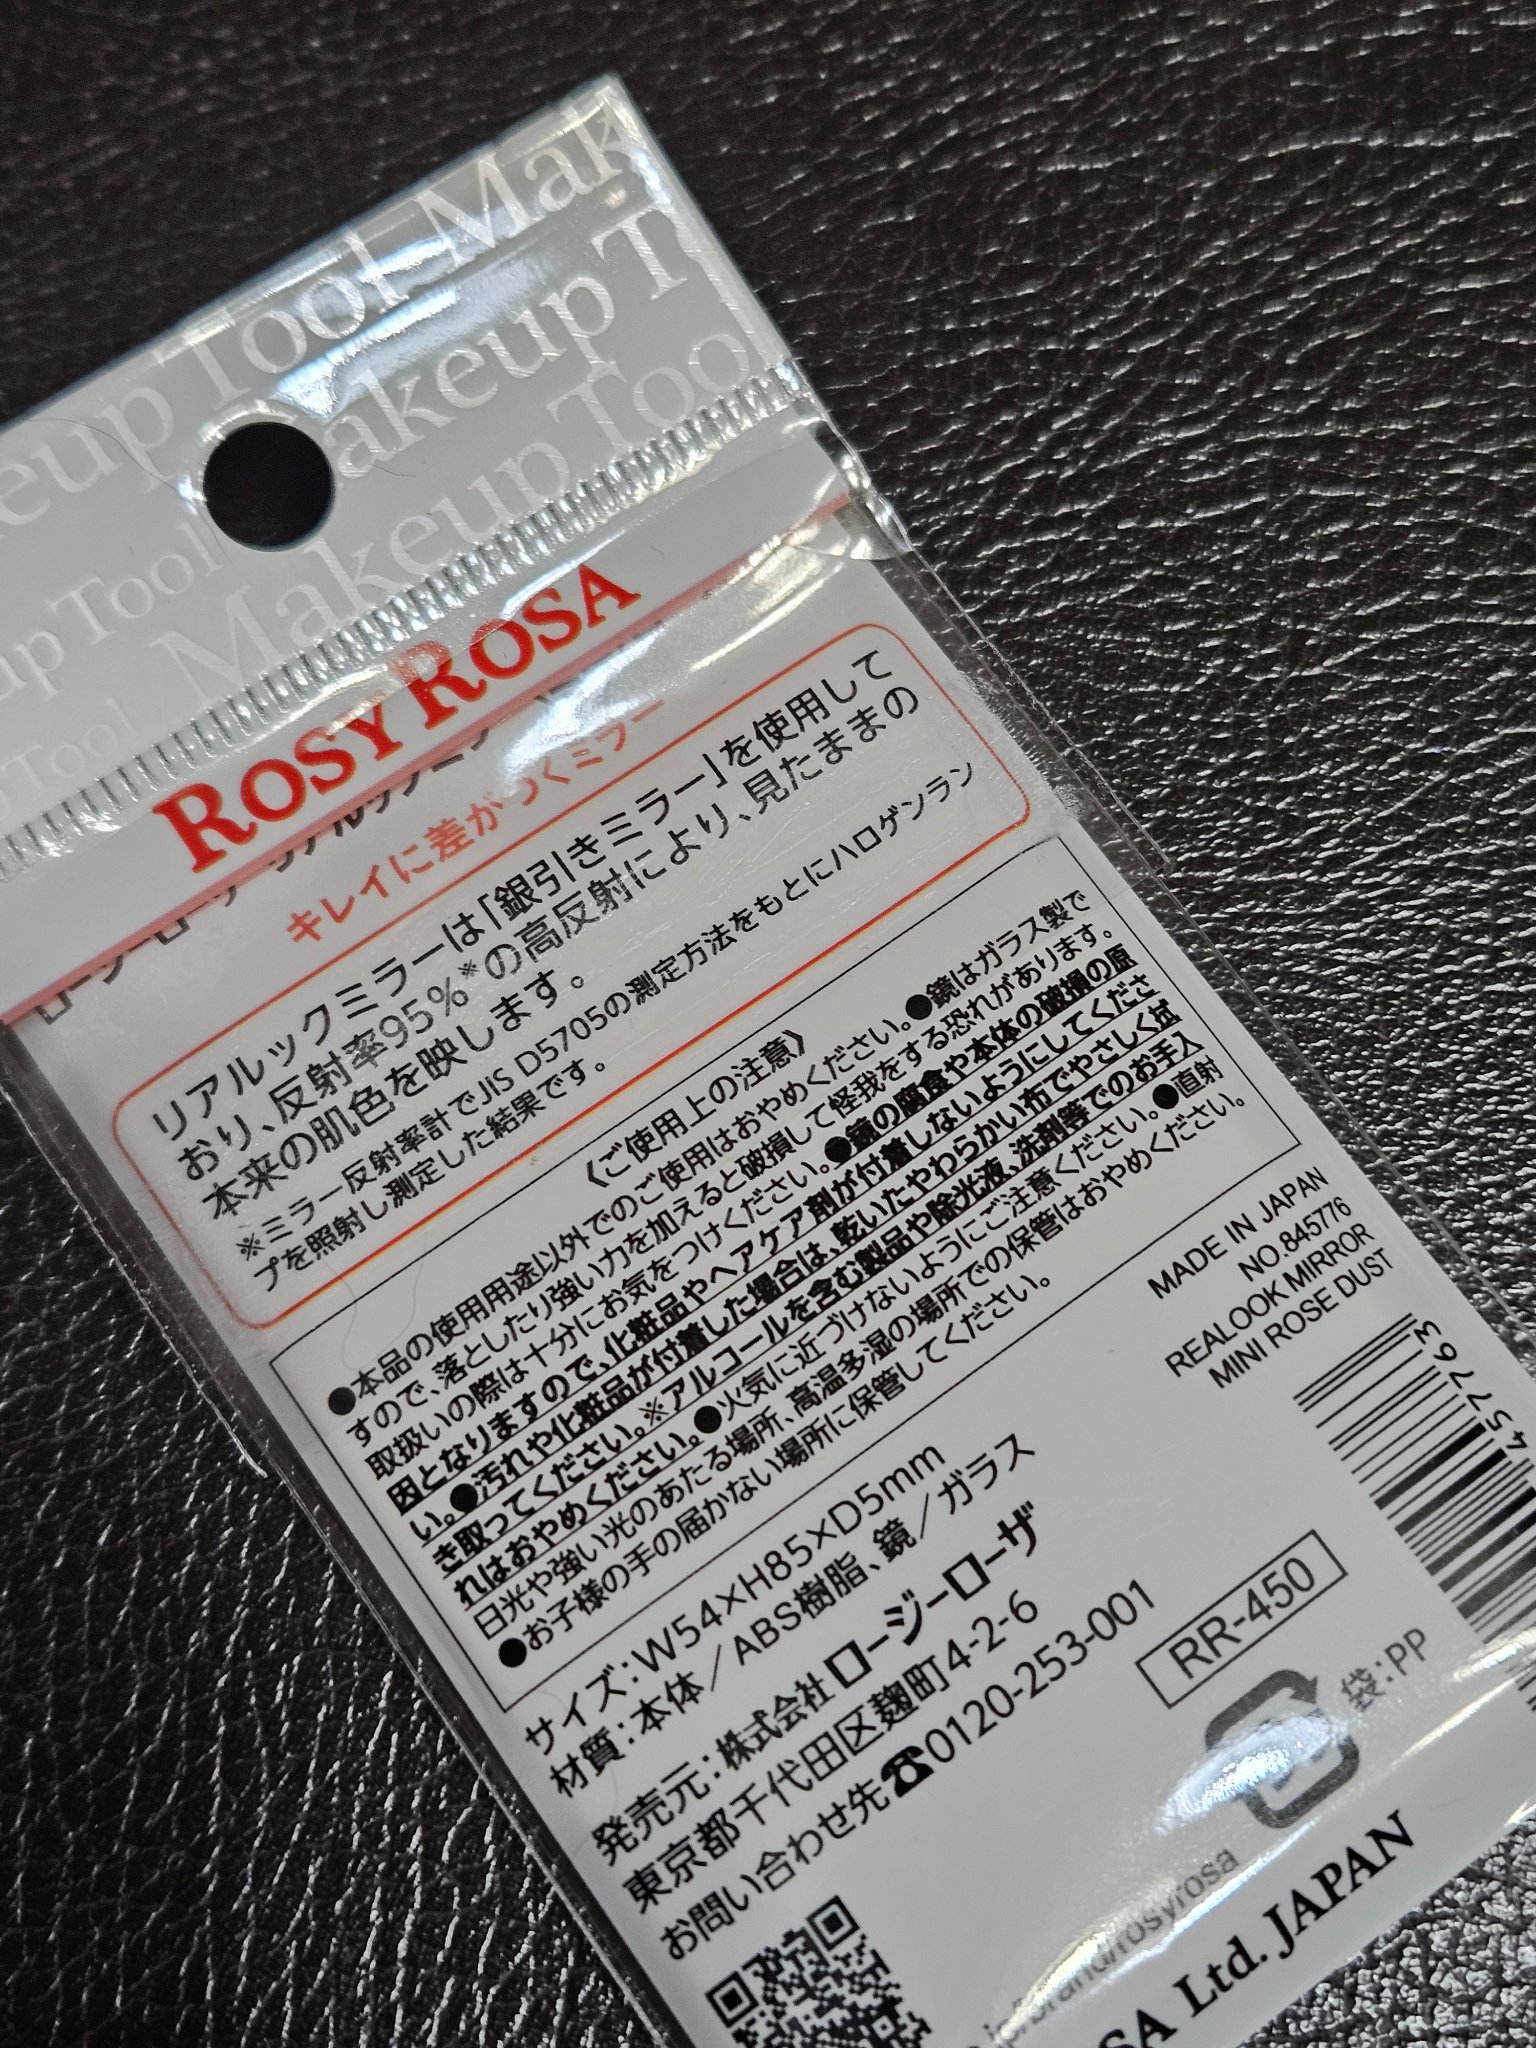 Tool Mak
eup
akeup T
up Tool
Makeup Tool
Tool
ROSY ROSA
キレイに差がつくミラー
リアルックミラーは「銀引きミラー」を使用して
おり、反射率95%※の高反射により、見たままの
本来の肌色を映します。
※ミラー反射率計でJIS D5705の測定方法をもとにハロゲンラン
プを照射し測定した結果です。
《ご使用上の注意》
●本品の使用用途以外でのご使用はおやめください。●鏡はガラス製で
すので、落としたり強い力を加えると破損して怪我をする恐れがあります。
取扱いの際は十分にお気をつけください。●鏡の腐食や本体の破損の原
因となりますので、化粧品やヘアケア剤が付着しないようにしてくださ
い。●汚れや化粧品が付着した場合は、乾いたやわらかい布でやさしく拭
き取ってください。※アルコールを含む製品や除光液、洗剤等でのお手入
れはおやめください。●火気に近づけないようにご注意ください。●直射
日光や強い光のあたる場所、高温多湿の場所での保管はおやめください。
●お子様の手の届かない場所に保管してください。
サイズ：W54×H85×D5mm
材質：本体／ABS樹脂、鏡／ガラス
発売元：株式会社ロージーローザ
東京都千代田区麹町4-2-6
お問い合わせ先☎0120-253-001
MADE IN JAPAN
NO.845776
REALOOK MIRROR
MINI ROSE DUST
RR-450
袋：PP
brand/rosyrosa
SA Ltd. JAPAN